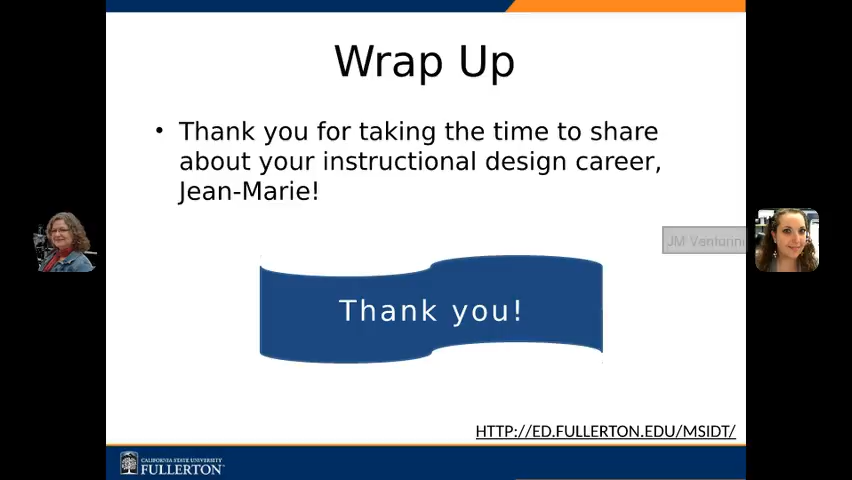 Wrap Up
• Thank you for taking the time to share
about your instructional design career,
Jean-Marie!
JM Venturini
Thank you!
HTTP://ED.FULLERTON.EDU/MSIDT/
CALIFORNIA STATE UNIVERSITY
FULLERTON